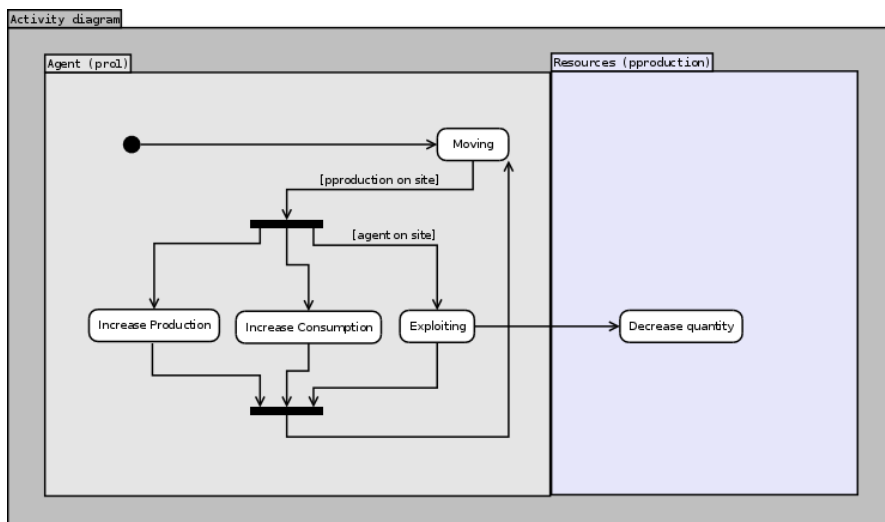 Activity diagram
Agent (pro1)
Resources (pproduction)
Moving
[pproduction on site]
[agent on site]
Increase Production
Increase Consumption
Exploiting
Decrease quantity